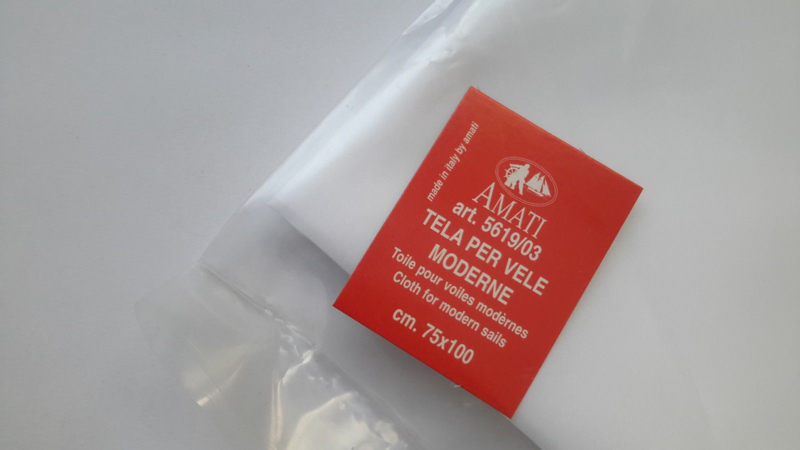 made in italy by amati
AMATI
art. 5619/03
TELA PER VELE
MODERNE
Toile pour voiles modèrnes
Cloth for modern sails
cm. 75x100